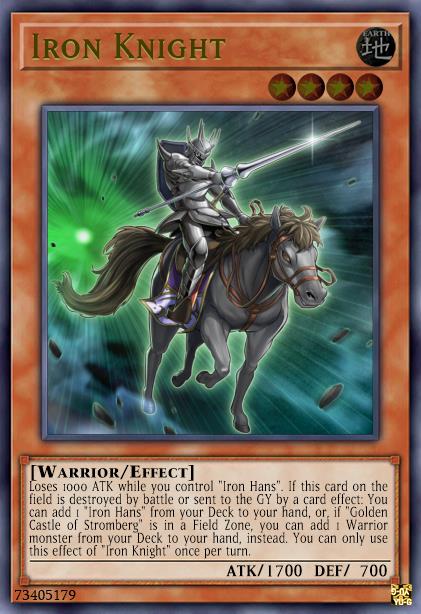 Iron Knight
EARTH
地
[Warrior/Effect]
Loses 1000 ATK while you control "Iron Hans". If this card on the
field is destroyed by battle or sent to the GY by a card effect: You
can add 1 "Iron Hans" from your Deck to your hand, or, if "Golden
Castle of Stromberg" is in a Field Zone, you can add 1 Warrior
monster from your Deck to your hand, instead. You can only use
this effect of "Iron Knight" once per turn.
ATK/1700 DEF/ 700
73405179